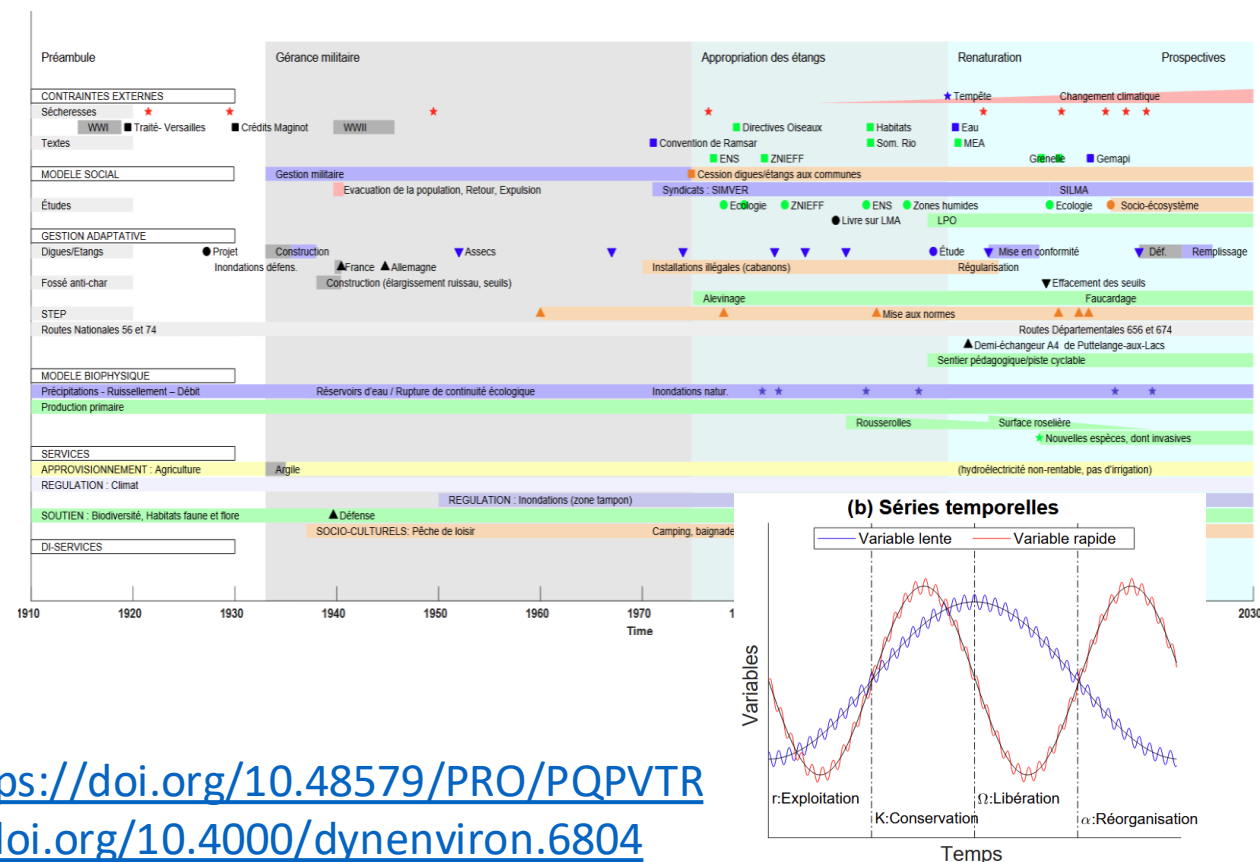 Préambule Gérance militaire Appropriation des étangs Renaturation Prospectives
CONTRAINTES EXTERNES Tempête Changement climatique
Sécheresses
WWI Traité- Versailles Crédits Maginot WWII Directives Oiseaux Habitats Eau
Textes Convention de Ramsar Som. Rio MEA
ENS ZNIEFF Grenelle Gemapi
MODELE SOCIAL Gestion militaire Cession digues/étangs aux communes
Evacuation de la population, Retour, Expulsion Syndicats : SIMVER SILMA
Études Ecologie ZNIEFF ENS Zones humides Ecologie Socio-écosystème
Livre sur LMA LPO
GESTION ADAPTATIVE
Digues/Etangs Projet Construction Assecs Étude Mise en conformité Déf. Remplissage
Inondations défens. France Allemagne Installations illégales (cabanons) Régularisation
Fossé anti-char Construction (élargissement ruissau, seuils) Effacement des seuils
Alevinage Faucardage
STEP Mise aux normes
Routes Nationales 56 et 74 Routes Départementales 656 et 674
Demi-échangeur A4 de Puttelange-aux-Lacs
Sentier pédagogique/piste cyclable
MODELE BIOPHYSIQUE
Précipitations - Ruissellement – Débit Réservoirs d'eau / Rupture de continuité écologique Inondations natur.
Production primaire
Rousserolles Surface roselière
Nouvelles espèces, dont invasives
SERVICES
APPROVISIONNEMENT : Agriculture Argile (hydroélectricité non-rentable, pas d'irrigation)
REGULATION : Climat
REGULATION : Inondations (zone tampon)
SOUTIEN : Biodiversité, Habitats faune et flore Défense
SOCIO-CULTURELS: Pêche de loisir Camping, baignade
DI-SERVICES
1910 1920 1930 1940 1950 1960 1970 1 2030
Time
(b) Séries temporelles
Variable lente Variable rapide
Variables
r:Exploitation Ω:Libération
K:Conservation α:Réorganisation
Temps
ps://doi.org/10.48579/PRO/PQPVTR
doi.org/10.4000/dynenviron.6804